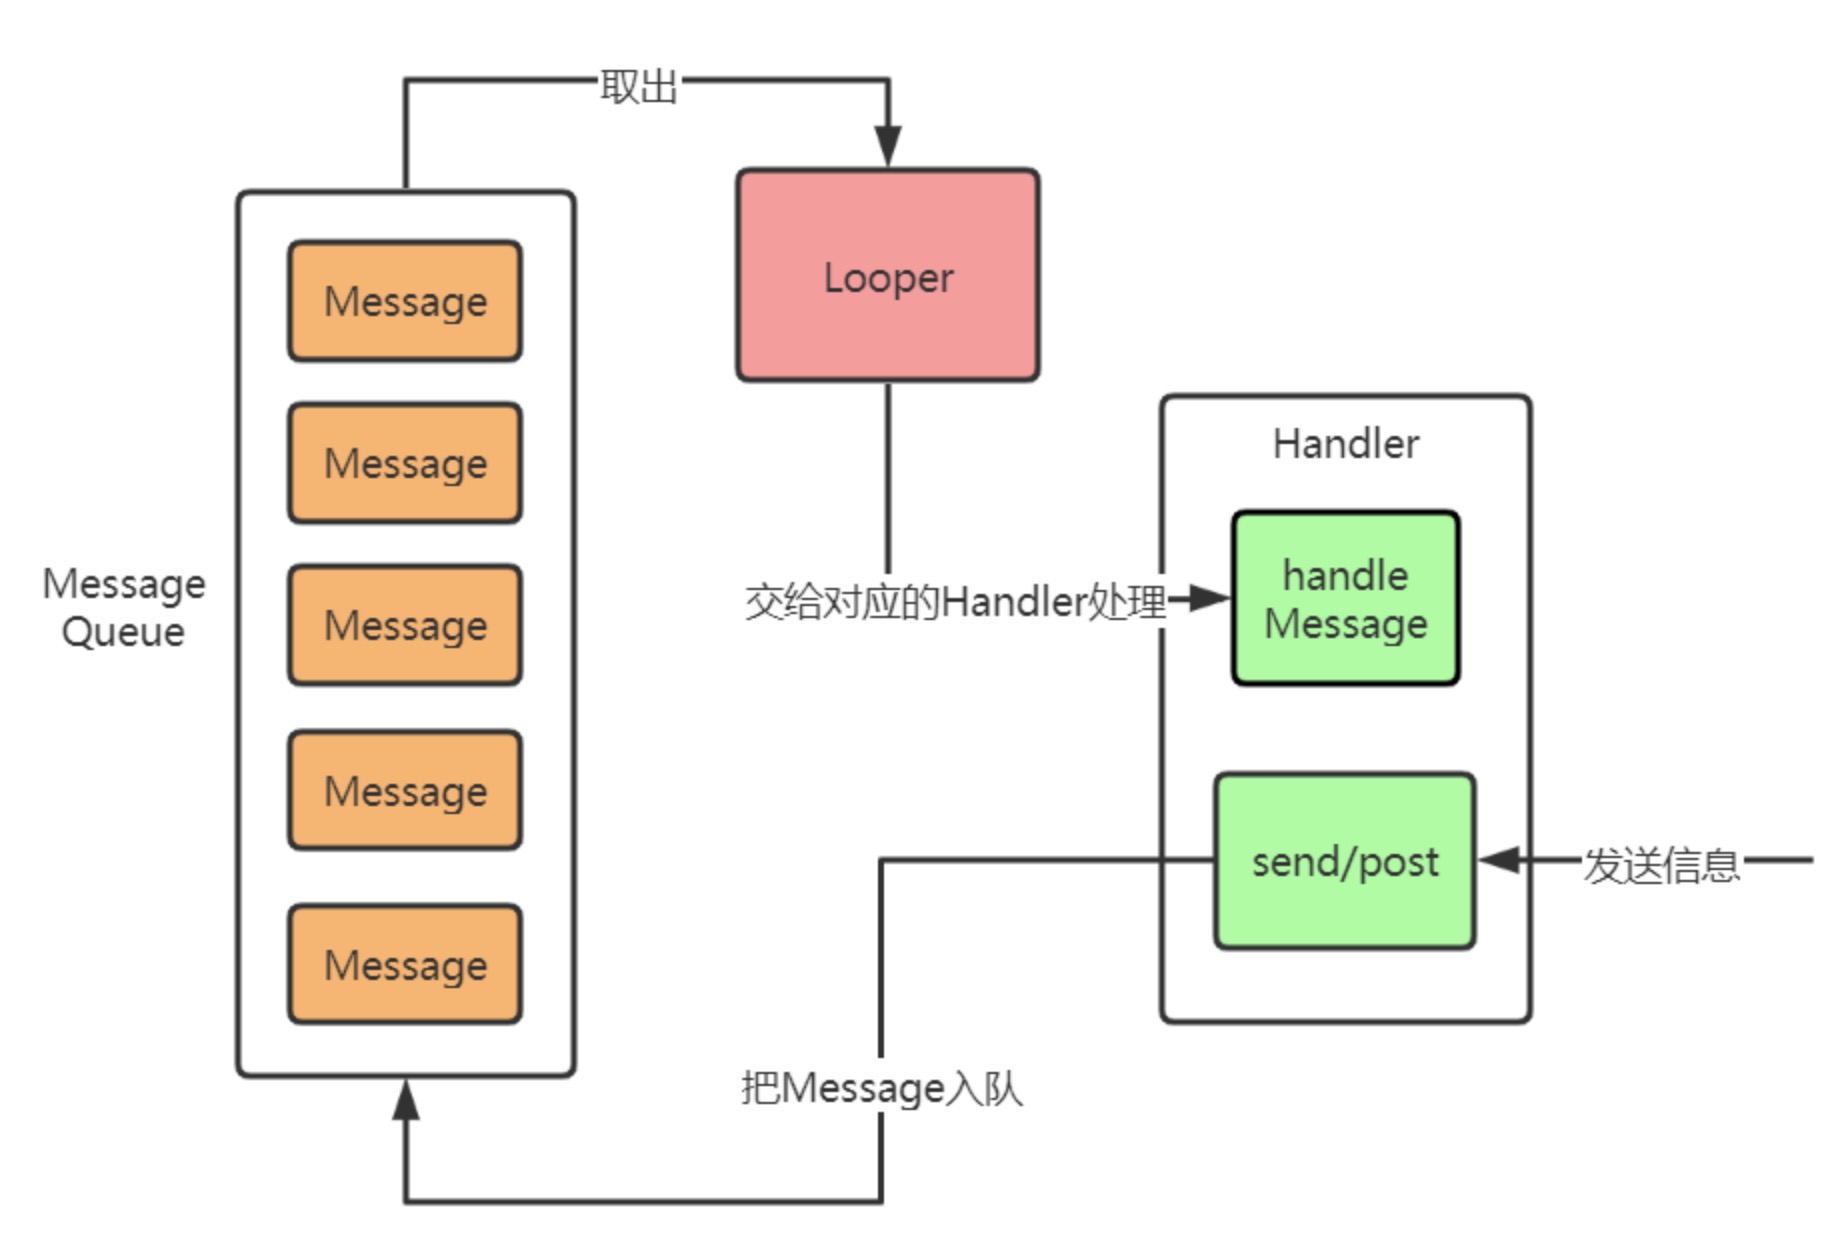 取出
Message
Looper
Message
Handler
Message
Queue
Message
交给对应的Handler处理
handle
Message
Message
send/post
发送信息
Message
把Message入队